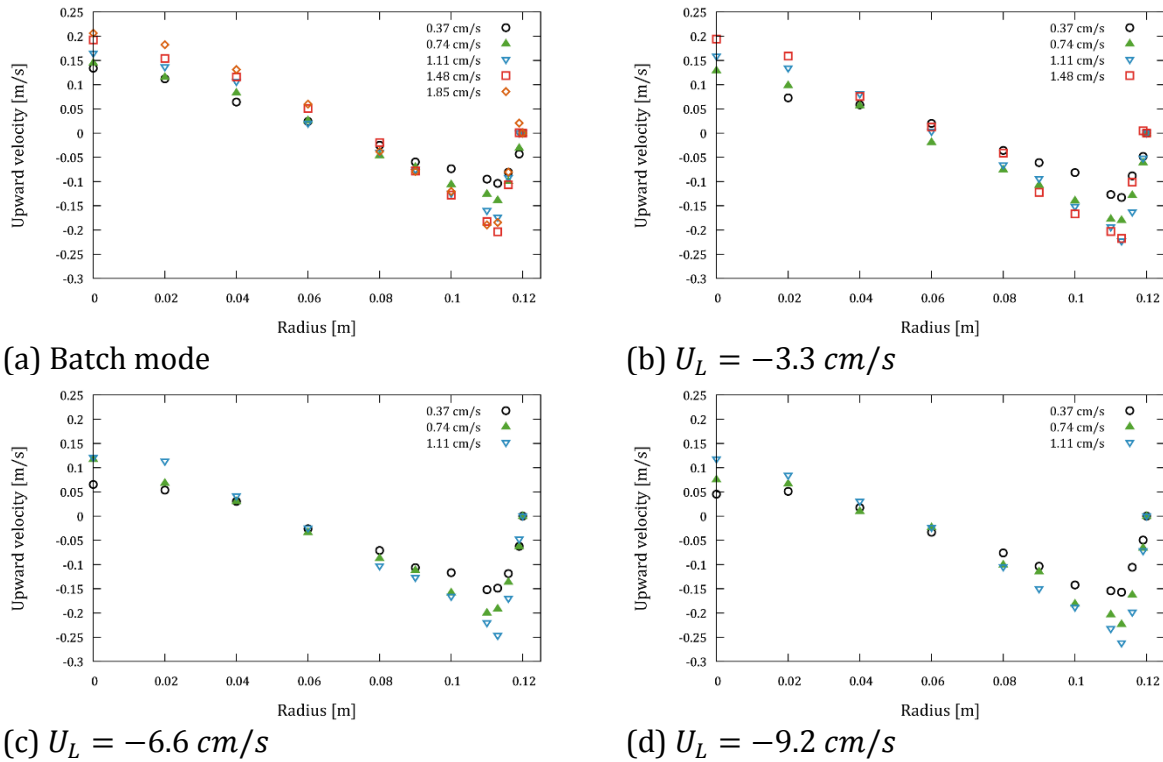 0.25
0.2
0.15
0.1
0.05
0
-0.05
-0.1
-0.15
-0.2
-0.25
-0.3
Upward velocity [m/s]
0.37 cm/s
0.74 cm/s
1.11 cm/s
1.48 cm/s
1.85 cm/s
0 0.02 0.04 0.06 0.08 0.1 0.12
Radius [m]
(a) Batch mode
0.25
0.2
0.15
0.1
0.05
0
-0.05
-0.1
-0.15
-0.2
-0.25
-0.3
Upward velocity [m/s]
0.37 cm/s
0.74 cm/s
1.11 cm/s
1.48 cm/s
0 0.02 0.04 0.06 0.08 0.1 0.12
Radius [m]
(b) U_L = −3.3 cm/s
0.25
0.2
0.15
0.1
0.05
0
-0.05
-0.1
-0.15
-0.2
-0.25
-0.3
Upward velocity [m/s]
0.37 cm/s
0.74 cm/s
1.11 cm/s
0 0.02 0.04 0.06 0.08 0.1 0.12
Radius [m]
(c) U_L = −6.6 cm/s
0.25
0.2
0.15
0.1
0.05
0
-0.05
-0.1
-0.15
-0.2
-0.25
-0.3
Upward velocity [m/s]
0.37 cm/s
0.74 cm/s
1.11 cm/s
0 0.02 0.04 0.06 0.08 0.1 0.12
Radius [m]
(d) U_L = −9.2 cm/s